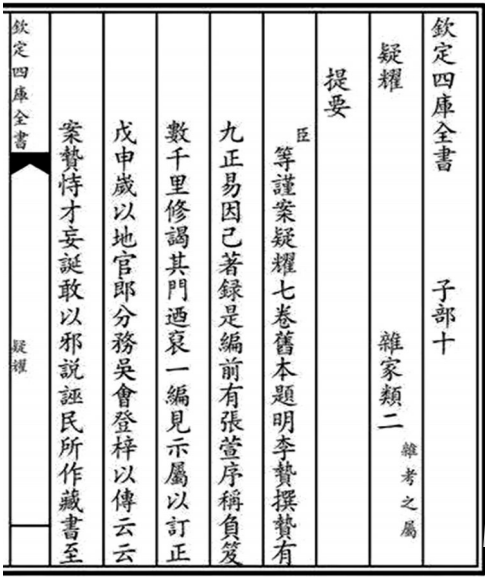 欽定四庫全書 子部十
疑耀 雜家類二 雜考之屬
提要
臣等謹案疑耀七卷舊本題明李贄撰贄有
九正易因己著録是編前有張萱序稱負笈
數千里修謁其門迺裒一編見示屬以訂正
戊申歲以地官郎分務吳會登梓以傳云云
案贄恃才妄誕敢以邪説誣民所作藏書至
欽定四庫全書 疑耀